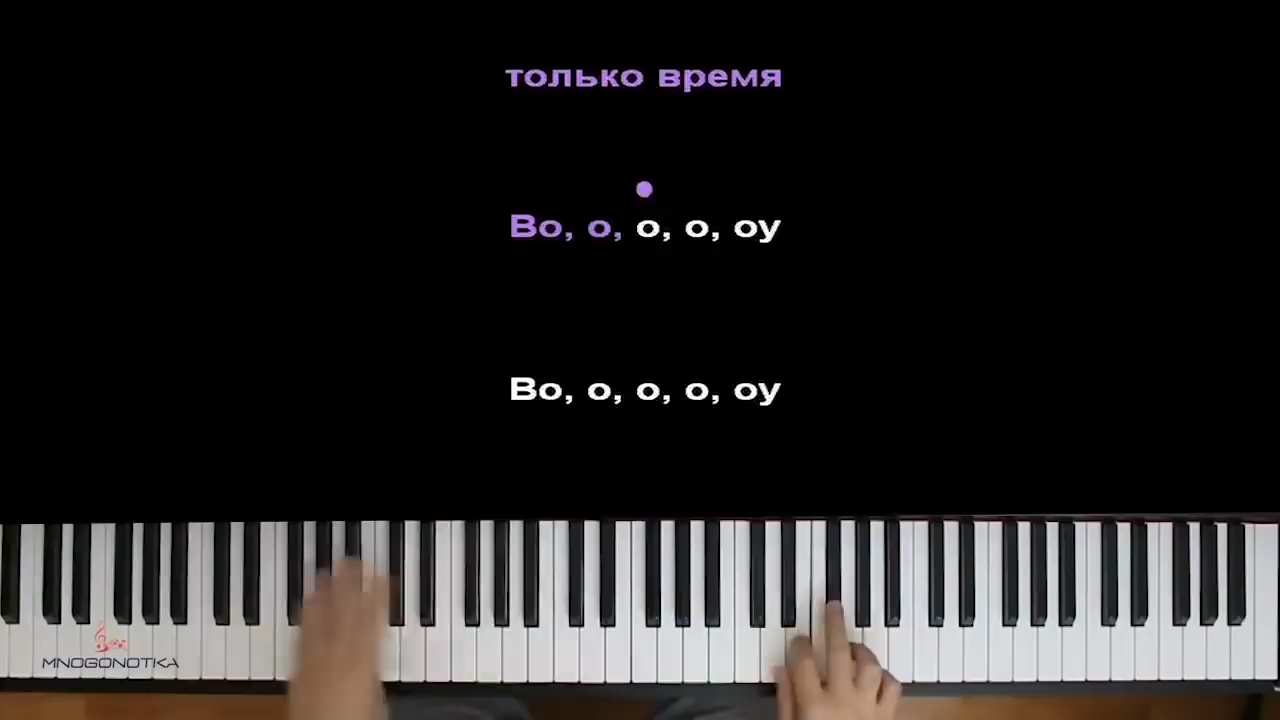 только время
Во, о, о, о, оу
Во, о, о, о, оу
MNOGONOTKA